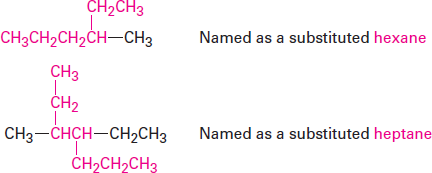 CH₂CH₃
CH₃CH₂CH₂CH—CH₃ Named as a substituted hexane
CH₃
CH₂
CH₃—CHCH—CH₂CH₃ Named as a substituted heptane
CH₂CH₂CH₃